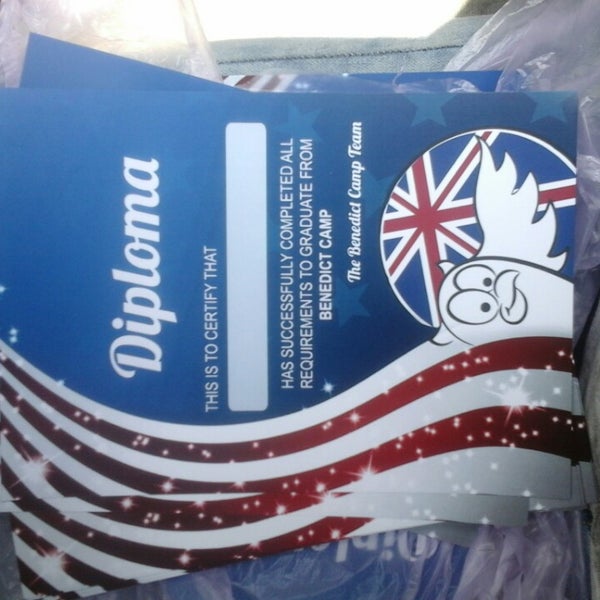 Diploma
THIS IS TO CERTIFY THAT
HAS SUCCESSFULLY COMPLETED ALL
REQUIREMENTS TO GRADUATE FROM
BENEDICT CAMP
The Benedict Camp Team